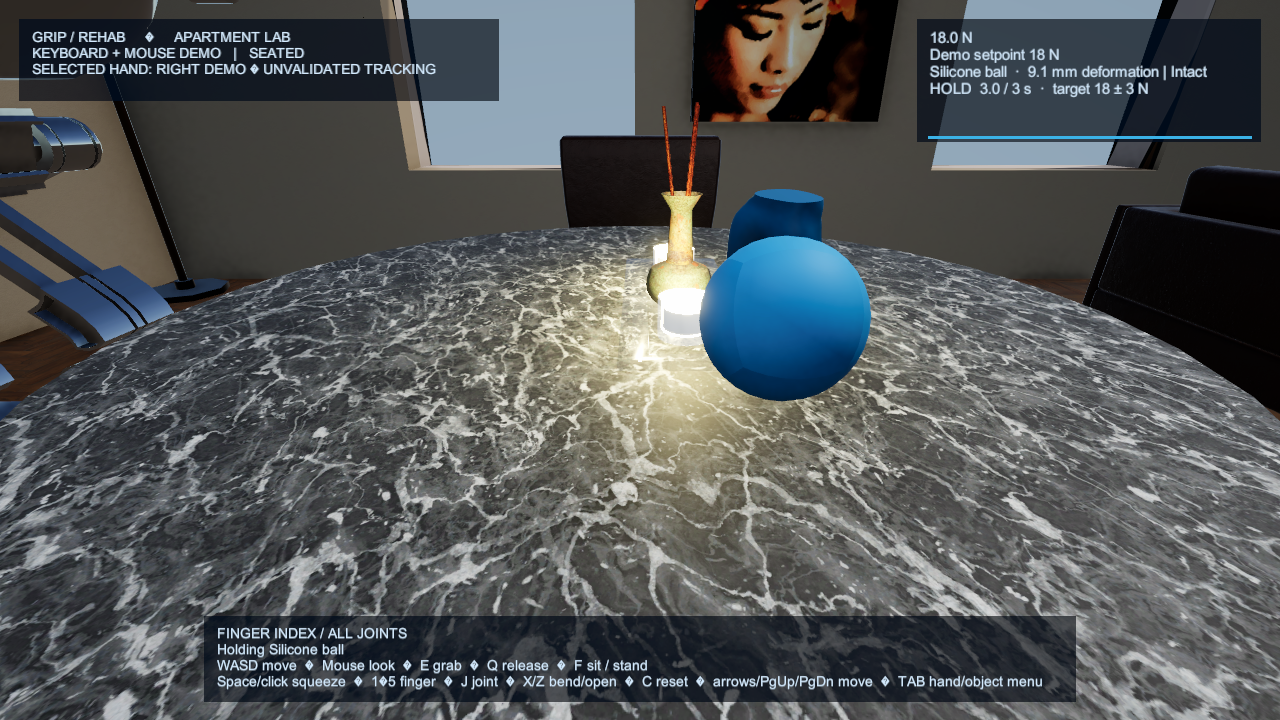 GRIP / REHAB � APARTMENT LAB
KEYBOARD + MOUSE DEMO | SEATED
SELECTED HAND: RIGHT DEMO � UNVALIDATED TRACKING
18.0 N
Demo setpoint 18 N
Silicone ball · 9.1 mm deformation | Intact
HOLD 3.0 / 3 s · target 18 ± 3 N
FINGER INDEX / ALL JOINTS
Holding Silicone ball
WASD move � Mouse look � E grab � Q release � F sit / stand
Space/click squeeze � 1�5 finger � J joint � X/Z bend/open � C reset � arrows/PgUp/PgDn move � TAB hand/object menu